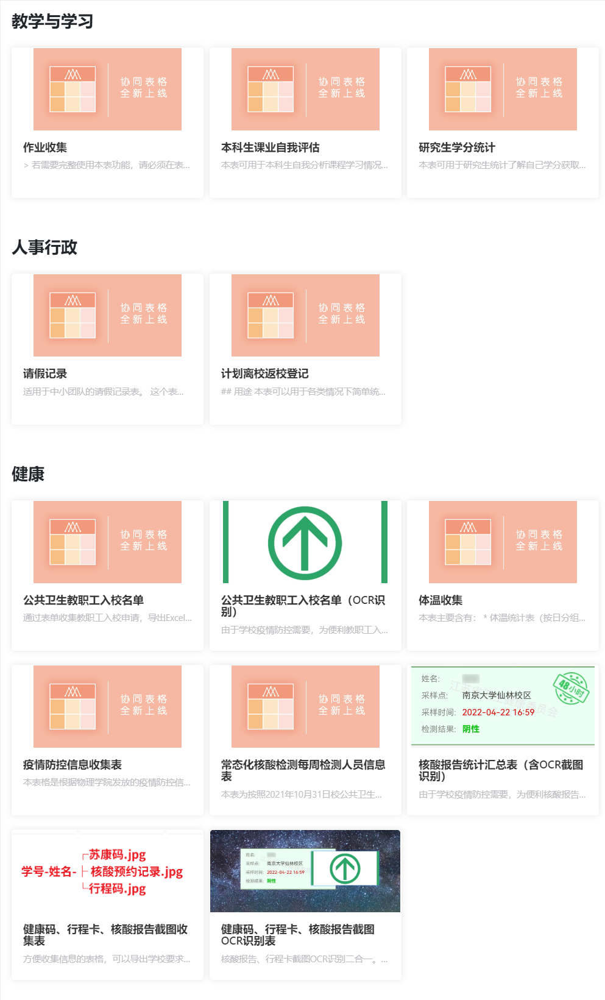 教学与学习
协同表格
全新上线
作业收集
> 若需要完整使用本表功能，请必须在表...
协同表格
全新上线
本科生课业自我评估
本表可用于本科生自我分析课程学习情况...
协同表格
全新上线
研究生学分统计
本表可用于研究生统计了解自己学分获取...
人事行政
协同表格
全新上线
请假记录
适用于中小团队的请假记录表。 这个表...
协同表格
全新上线
计划离校返校登记
## 用途 本表可以用于各类情况下简单统...
健康
协同表格
全新上线
公共卫生教职工入校名单
通过表单收集教职工入校申请，导出Excel...
公共卫生教职工入校名单（OCR识
别）
由于学校疫情防控需要，为便利教职工入...
协同表格
全新上线
体温收集
本表主要含有： * 体温统计表（按日分组...
协同表格
全新上线
疫情防控信息收集表
本表格是根据物理学院发放的疫情防控信...
协同表格
全新上线
常态化核酸检测每周检测人员信息
表
本表为按照2021年10月31日校公共卫生...
姓名:
采样点: 南京大学仙林校区
采样时间: 2022-04-22 16:59
检测结果: 阴性
48小时
核酸报告统计汇总表（含OCR截图
识别）
由于学校疫情防控需要，为便利核酸报告...
┌苏康码.jpg
学号-姓名-├ 核酸预约记录.jpg
└行程码.jpg
健康码、行程卡、核酸报告截图收
集表
方便收集信息的表格，可以导出学校要求...
姓名:
采样点: 南京大学仙林校区
采样时间: 2022-04-22 16:59
检测结果: 阴性
健康码、行程卡、核酸报告截图
OCR识别表
核酸报告、行程卡截图OCR识别二合一。...